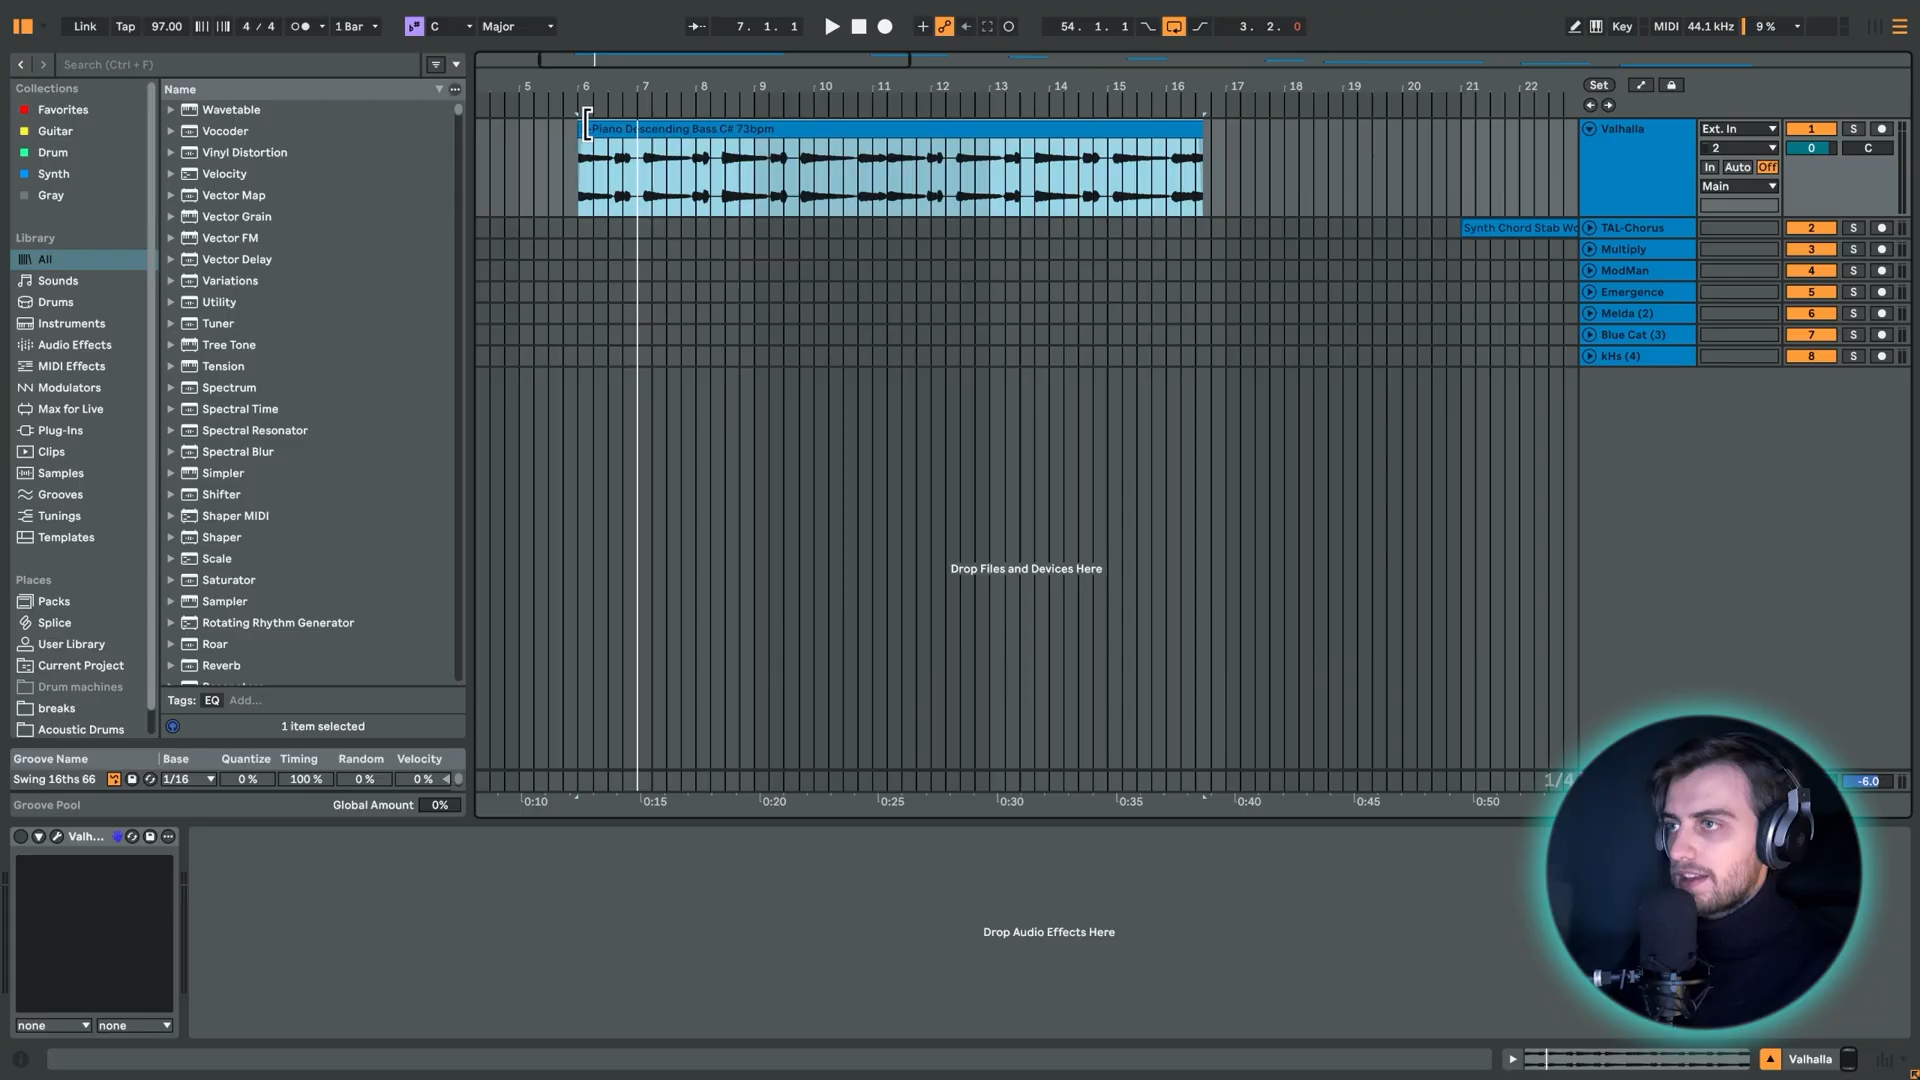 Link Tap 97.00 4 / 4 1 Bar C Major 7. 1. 1 54. 1. 1 3. 2. 0 Key MIDI 44.1 kHz 9 %
Search (Ctrl + F)
Collections
Favorites
Guitar
Drum
Synth
Gray
Library
All
Sounds
Drums
Instruments
Audio Effects
MIDI Effects
Modulators
Max for Live
Plug-Ins
Clips
Samples
Grooves
Tunings
Templates
Places
Packs
Splice
User Library
Current Project
Drum machines
breaks
Acoustic Drums
Name
Wavetable
Vocoder
Vinyl Distortion
Velocity
Vector Map
Vector Grain
Vector FM
Vector Delay
Variations
Utility
Tuner
Tree Tone
Tension
Spectrum
Spectral Time
Spectral Resonator
Spectral Blur
Simpler
Shifter
Shaper MIDI
Shaper
Scale
Saturator
Sampler
Rotating Rhythm Generator
Roar
Reverb
Tags: EQ Add...
1 item selected
Groove Name Base Quantize Timing Random Velocity
Swing 16ths 66 1/16 0 % 100 % 0 % 0 %
Groove Pool Global Amount 0%
5 6 7 8 9 10 11 12 13 14 15 16 17 18 19 20 21 22
Set
Piano Descending Bass C# 73bpm
Synth Chord Stab
Valhalla Ext. In 1 S
2 0 C
In Auto Off
Main
TAL-Chorus 2 S
Multiply 3 S
ModMan 4 S
Emergence 5 S
Melda (2) 6 S
Blue Cat (3) 7 S
kHs (4) 8 S
Drop Files and Devices Here
-6.0
0:10 0:15 0:20 0:25 0:30 0:35 0:40 0:45 0:50
Valh...
none none
Drop Audio Effects Here
Valhalla